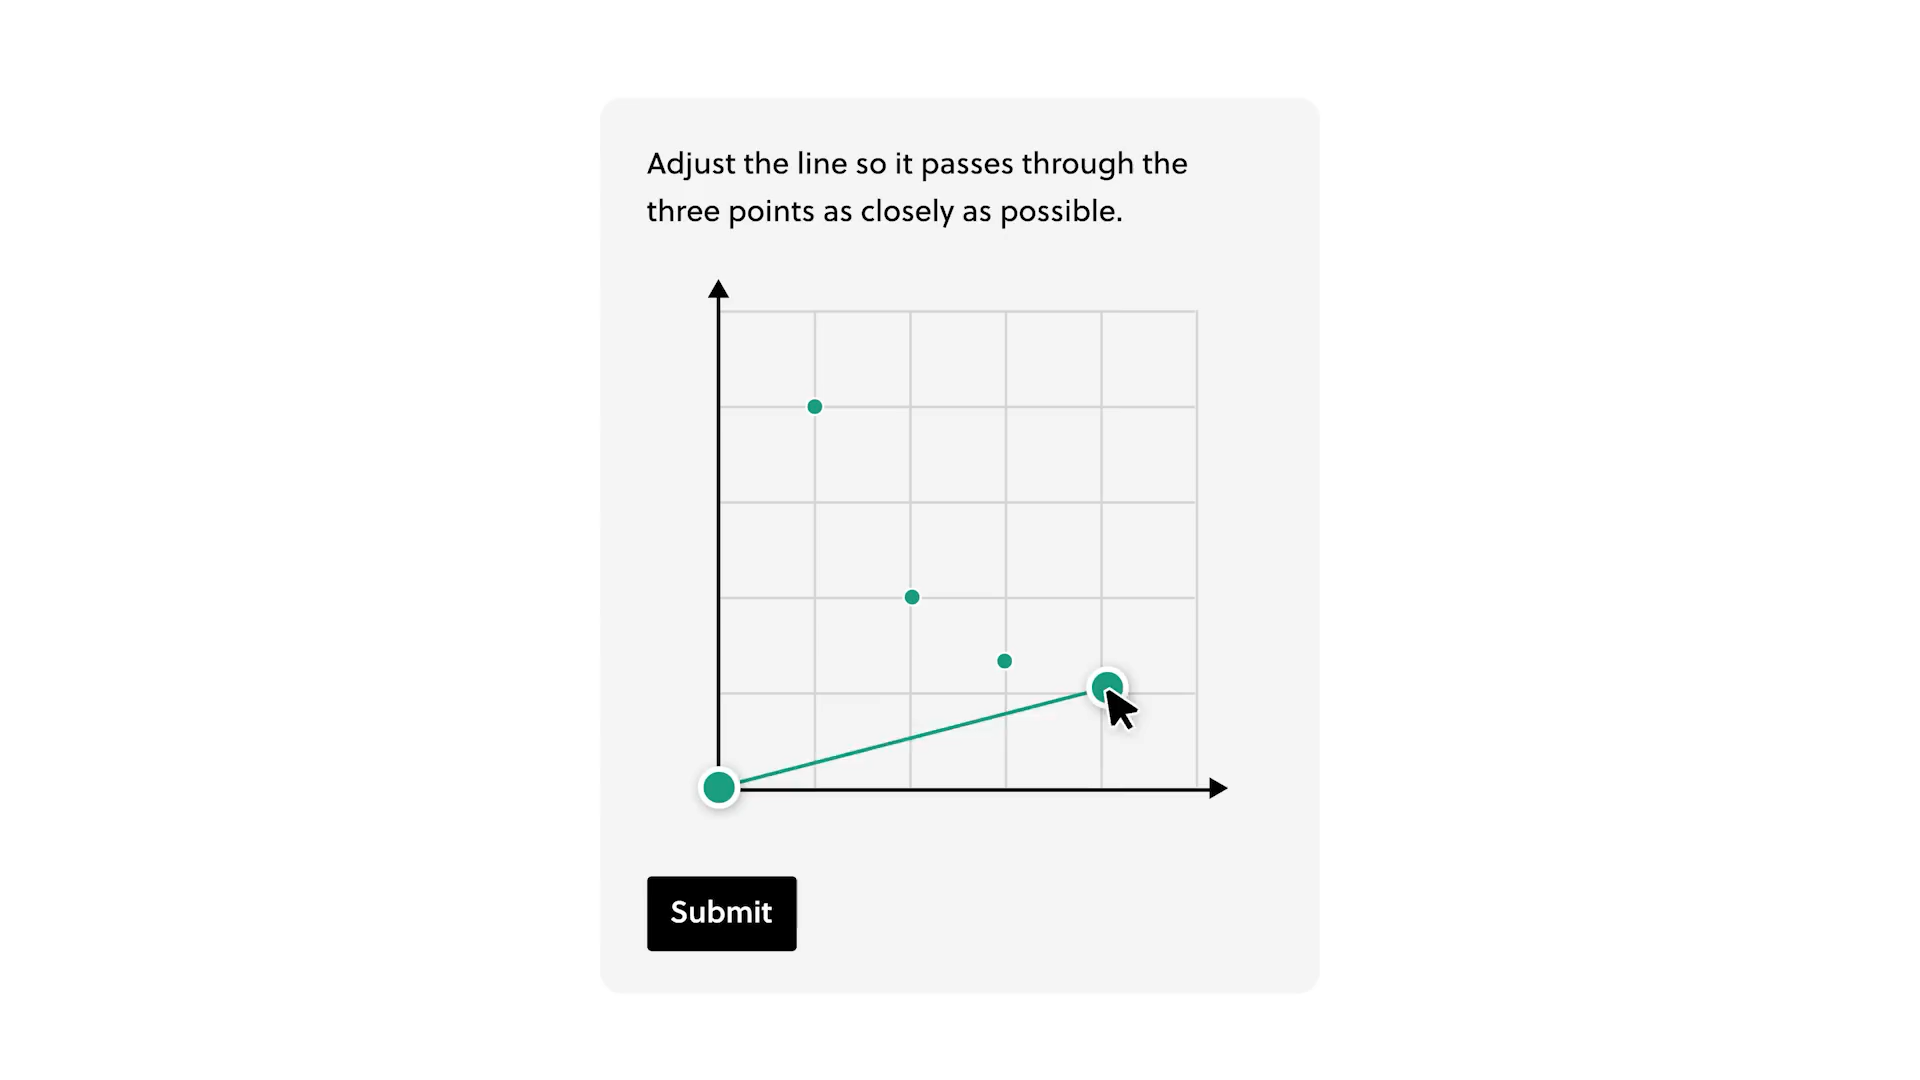 Adjust the line so it passes through the
three points as closely as possible.
Submit